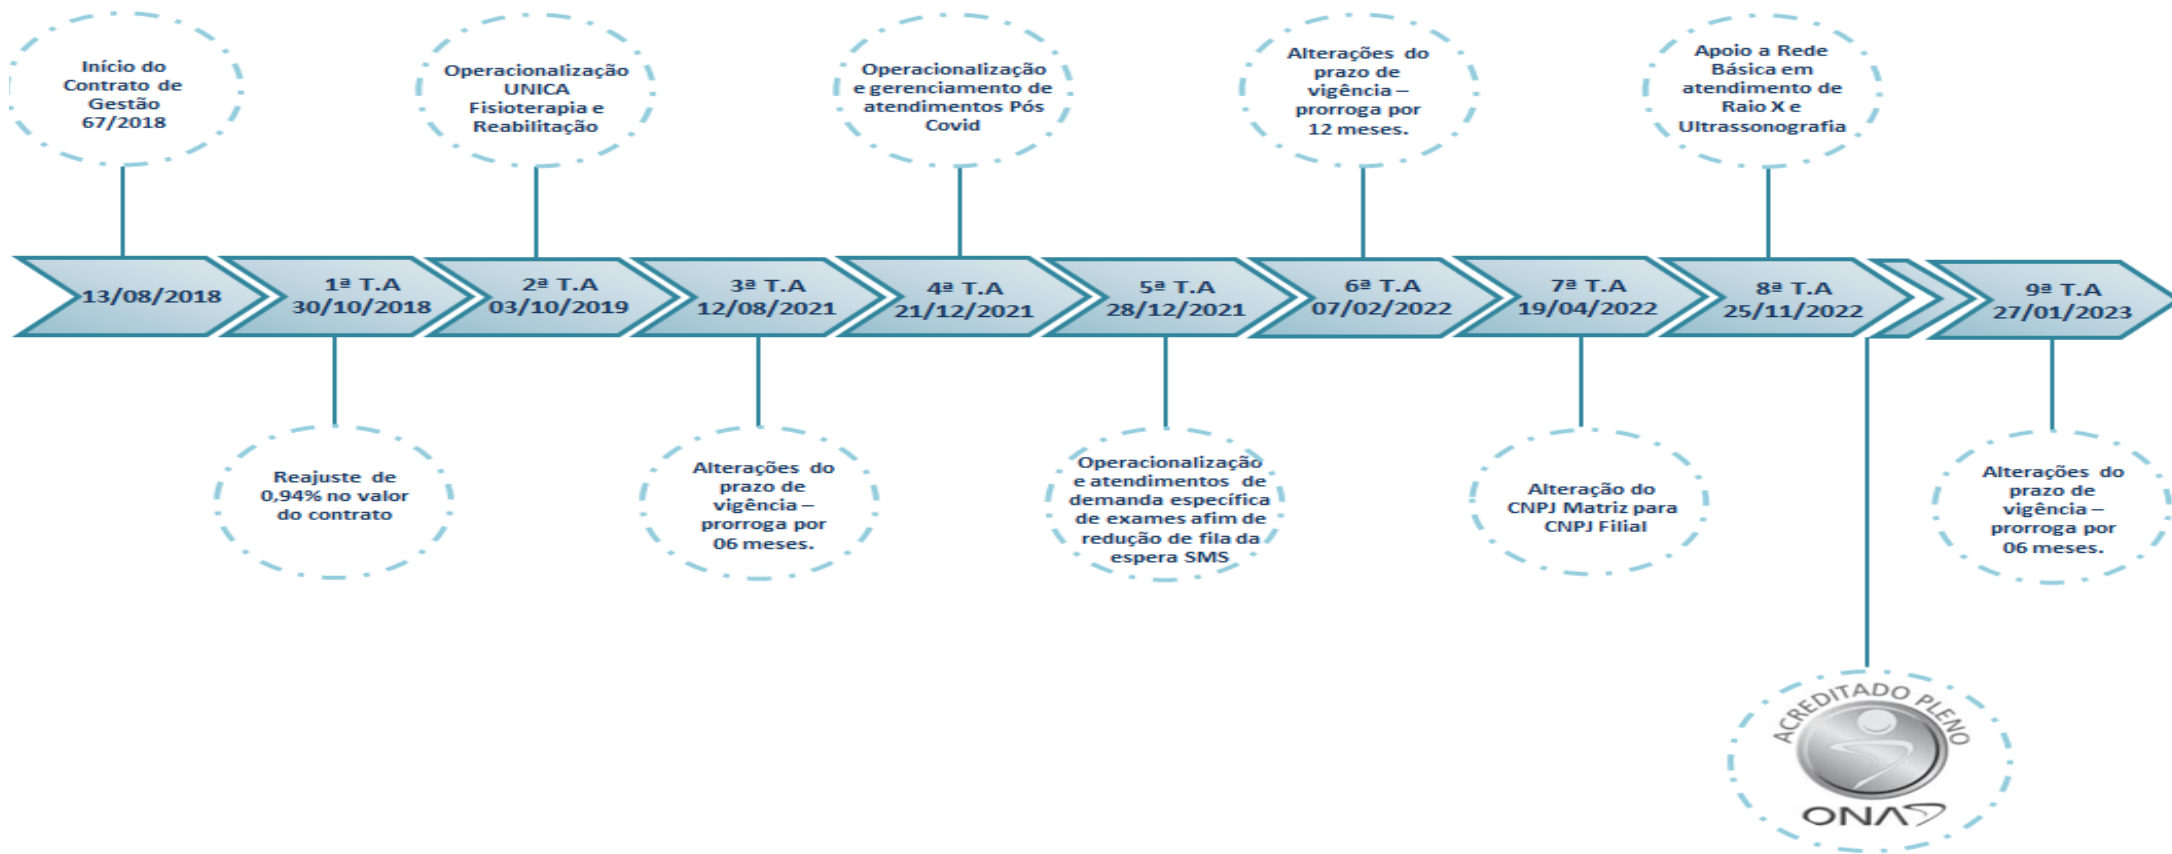 Início do
Contrato de
Gestão
67/2018
Operacionalização
UNICA
Fisioterapia e
Reabilitação
Operacionalização
e gerenciamento de
atendimentos Pós
Covid
Alterações do
prazo de
vigência –
prorroga por
12 meses.
Apoio a Rede
Básica em
atendimento de
Raio X e
Ultrassonografia
13/08/2018
1ª T.A
30/10/2018
2ª T.A
03/10/2019
3ª T.A
12/08/2021
4ª T.A
21/12/2021
5ª T.A
28/12/2021
6ª T.A
07/02/2022
7ª T.A
19/04/2022
8ª T.A
25/11/2022
9ª T.A
27/01/2023
Reajuste de
0,94% no valor
do contrato
Alterações do
prazo de
vigência –
prorroga por
06 meses.
Operacionalização
e atendimentos de
demanda específica
de exames afim de
redução de fila da
espera SMS
Alteração do
CNPJ Matriz para
CNPJ Filial
Alterações do
prazo de
vigência –
prorroga por
06 meses.
ACREDITADO PLENO
ONA